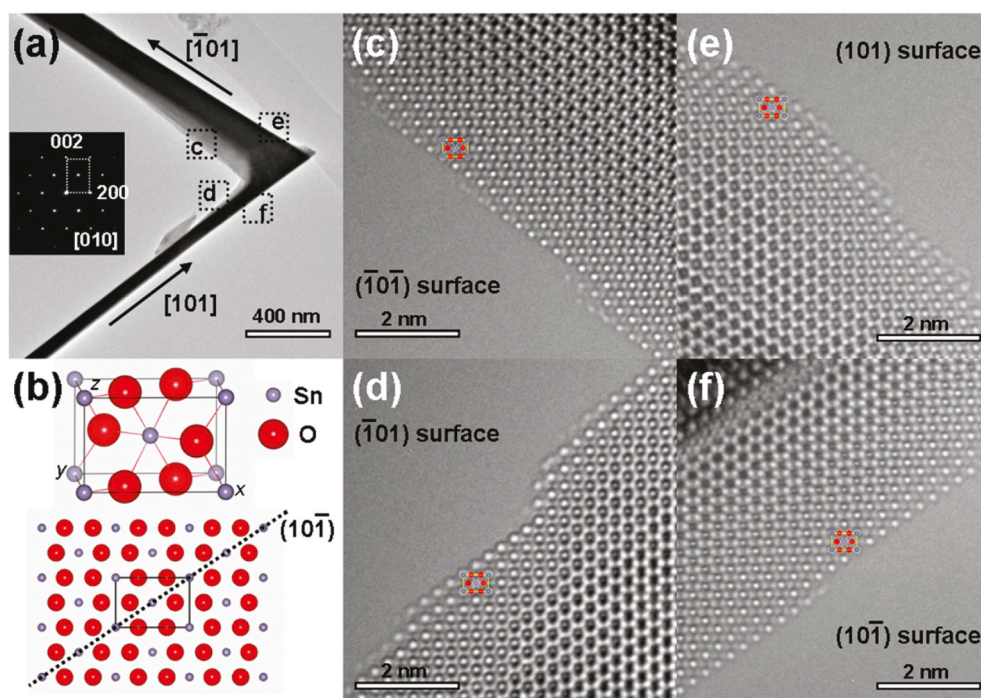 (a)
[1̅01]
e
c
002
d
200
f
[010]
[101]
400 nm
(b)
z
Sn
O
y
x
(101̅)
(c)
(1̅01̅) surface
2 nm
(d)
(1̅01) surface
2 nm
(e)
(101) surface
2 nm
(f)
(101̅) surface
2 nm